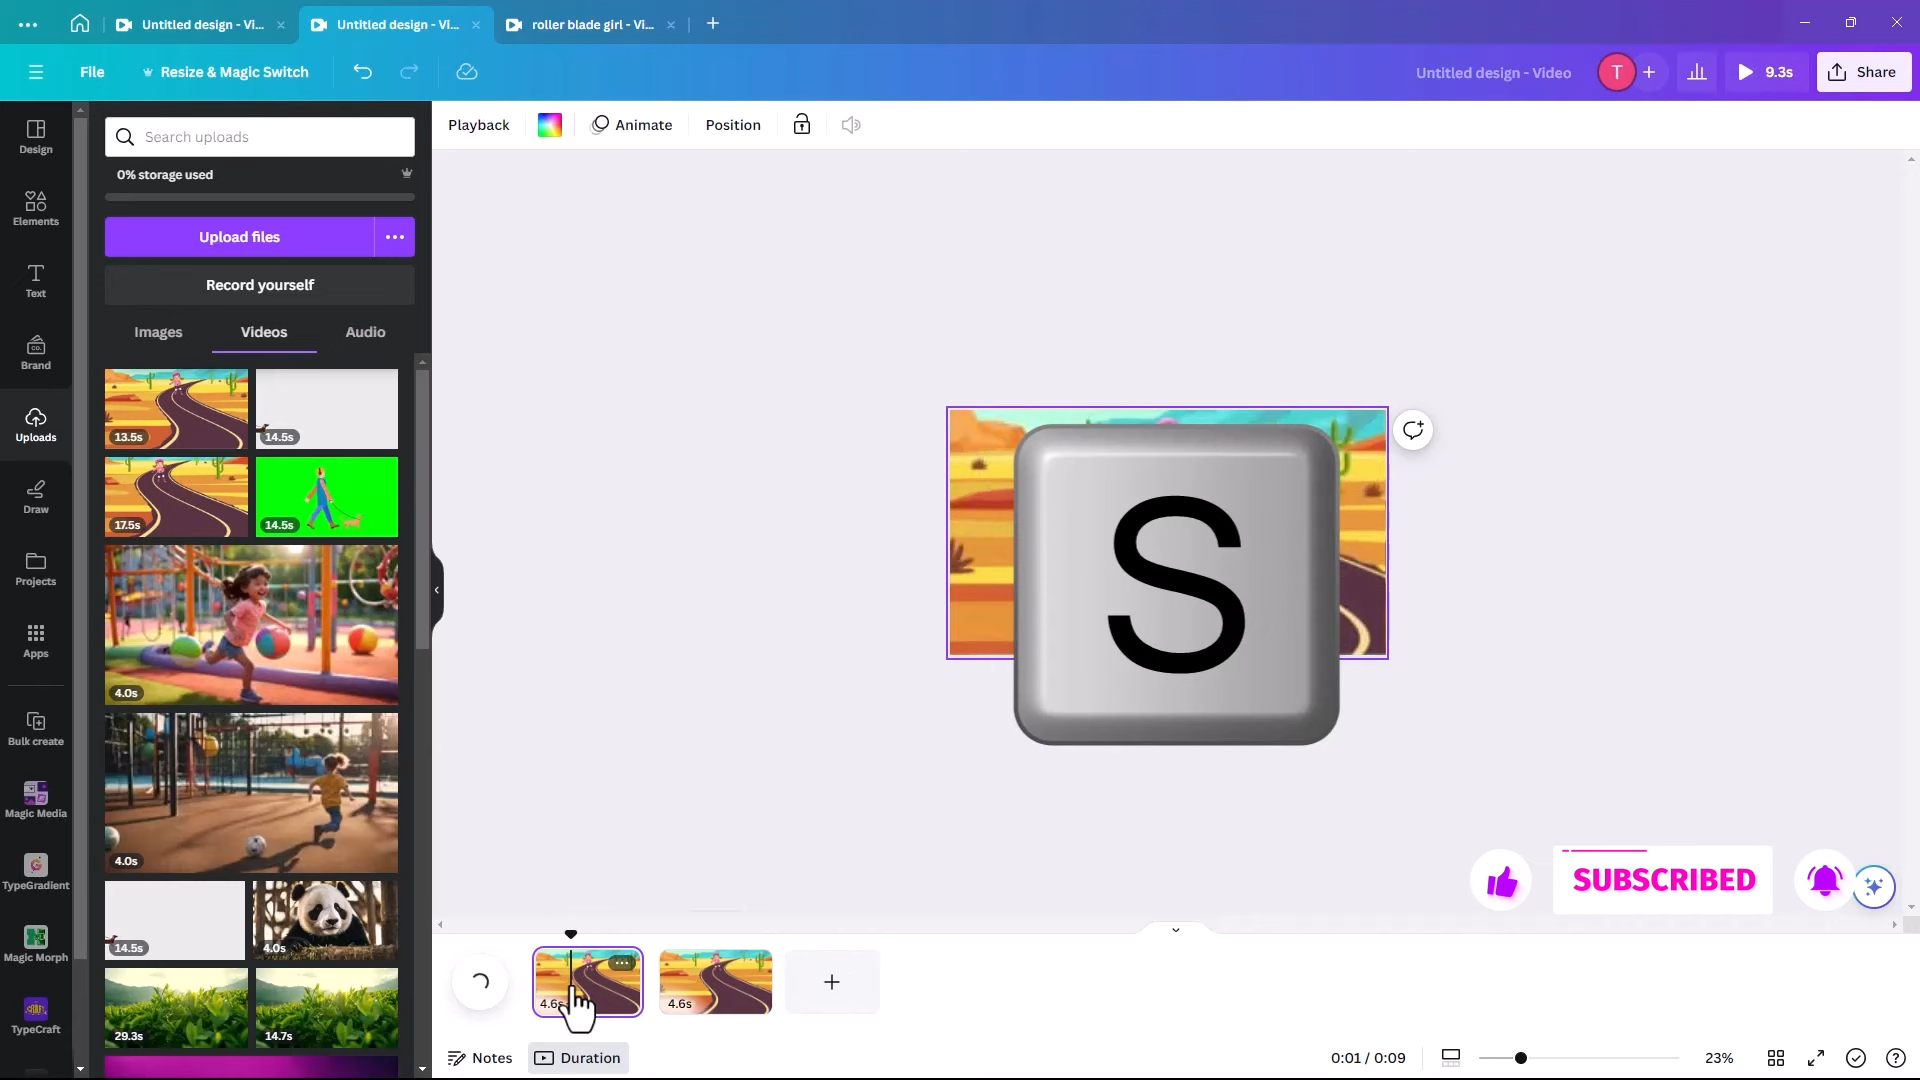 Untitled design - Vi...
Untitled design - Vi...
roller blade girl - Vi...
File
Resize & Magic Switch
Untitled design - Video
T
9.3s
Share
Design
Elements
Text
Brand
Uploads
Draw
Projects
Apps
Bulk create
Magic Media
TypeGradient
Magic Morph
TypeCraft
Search uploads
0% storage used
Upload files
Record yourself
Images
Videos
Audio
13.5s
14.5s
17.5s
14.5s
4.0s
4.0s
14.5s
4.0s
29.3s
14.7s
Playback
Animate
Position
S
SUBSCRIBED
4.6s
4.6s
Notes
Duration
0:01 / 0:09
23%